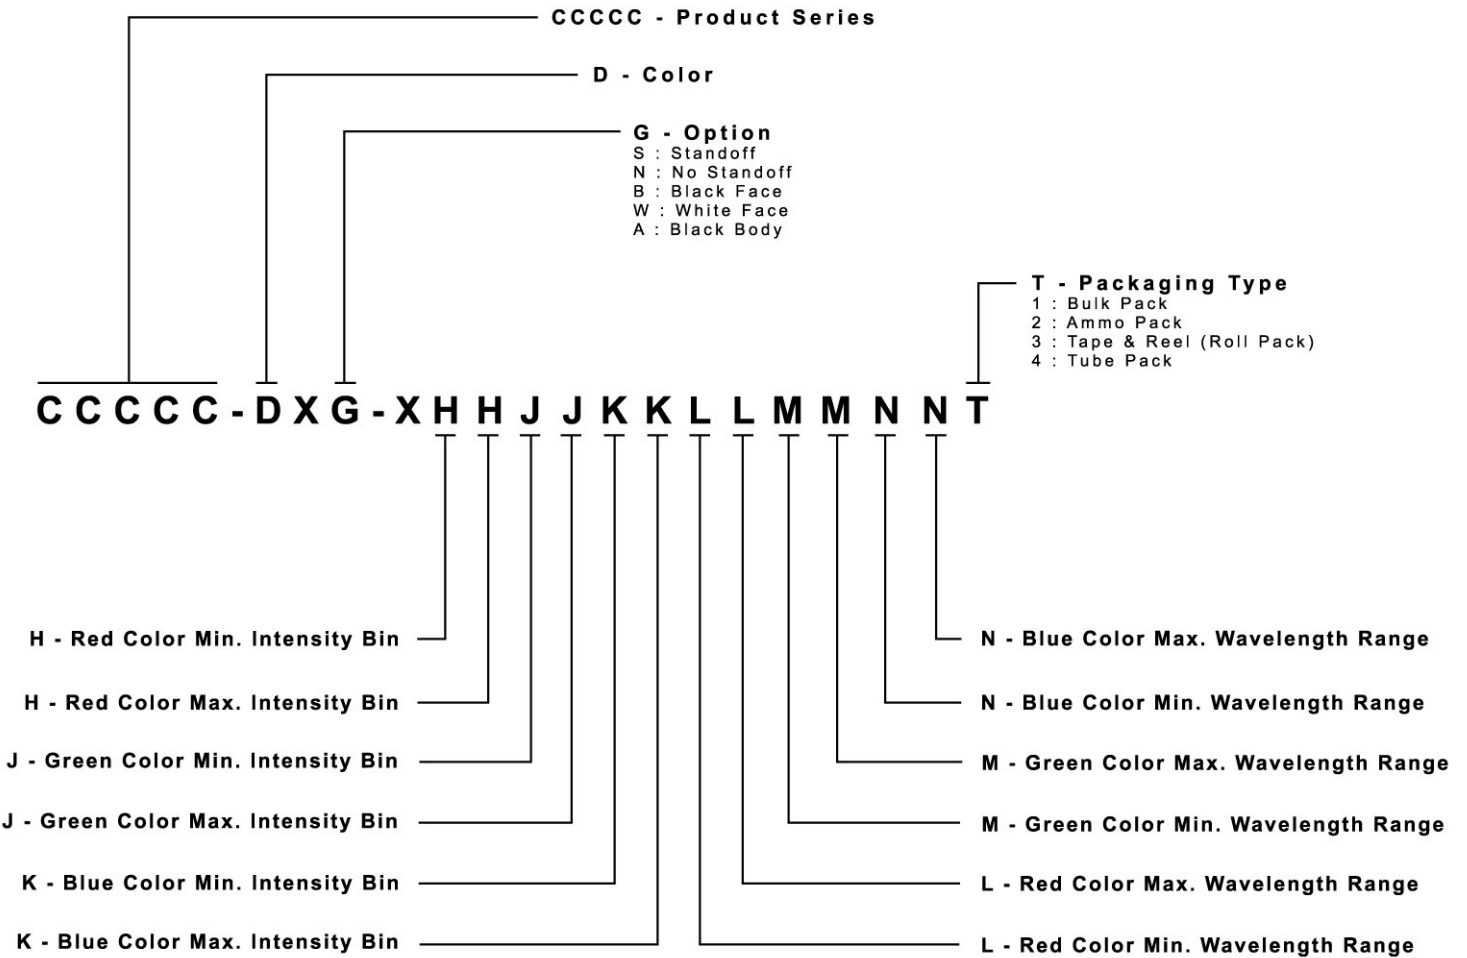 CCCCC - Product Series
D - Color
G - Option
S : Standoff
N : No Standoff
B : Black Face
W : White Face
A : Black Body
T - Packaging Type
1 : Bulk Pack
2 : Ammo Pack
3 : Tape & Reel (Roll Pack)
4 : Tube Pack
C C C C C - D X G - X H H J J K K L L M M N N T
H - Red Color Min. Intensity Bin
N - Blue Color Max. Wavelength Range
H - Red Color Max. Intensity Bin
N - Blue Color Min. Wavelength Range
J - Green Color Min. Intensity Bin
M - Green Color Max. Wavelength Range
J - Green Color Max. Intensity Bin
M - Green Color Min. Wavelength Range
K - Blue Color Min. Intensity Bin
L - Red Color Max. Wavelength Range
K - Blue Color Max. Intensity Bin
L - Red Color Min. Wavelength Range